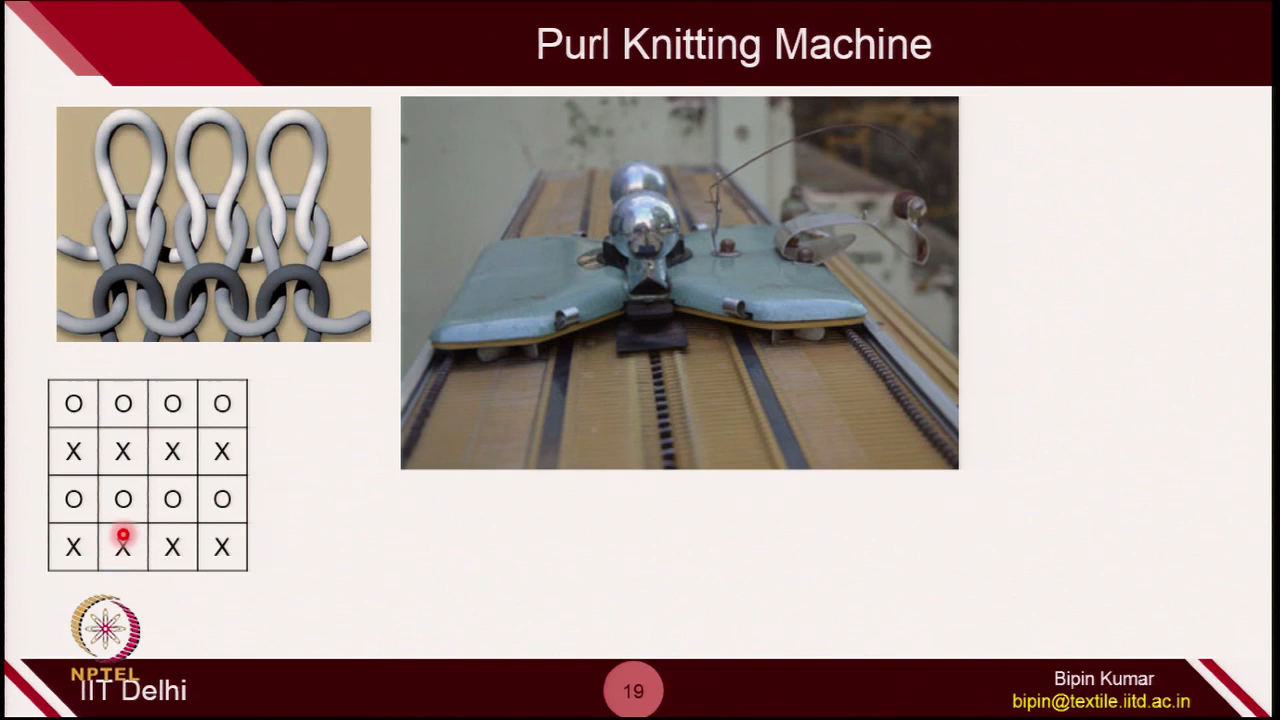 Purl Knitting Machine
O O O O
X X X X
O O O O
X X X X
NPTEL
IIT Delhi
19
Bipin Kumar
bipin@textile.iitd.ac.in